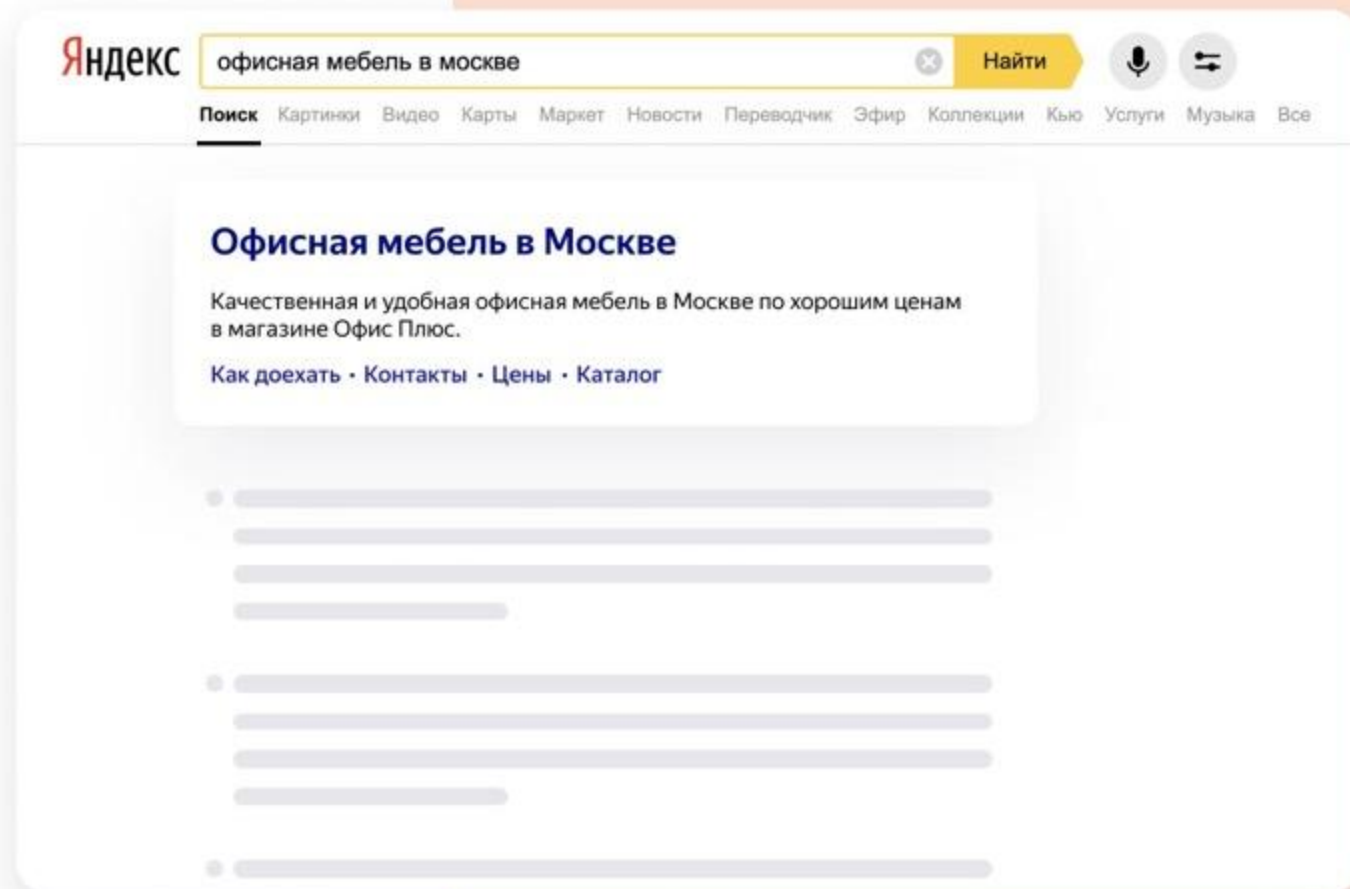 Яндекс
офисная мебель в москве
Найти
Поиск Картинки Видео Карты Маркет Новости Переводчик Эфир Коллекции Кью Услуги Музыка Все
Офисная мебель в Москве
Качественная и удобная офисная мебель в Москве по хорошим ценам
в магазине Офис Плюс.
Как доехать · Контакты · Цены · Каталог